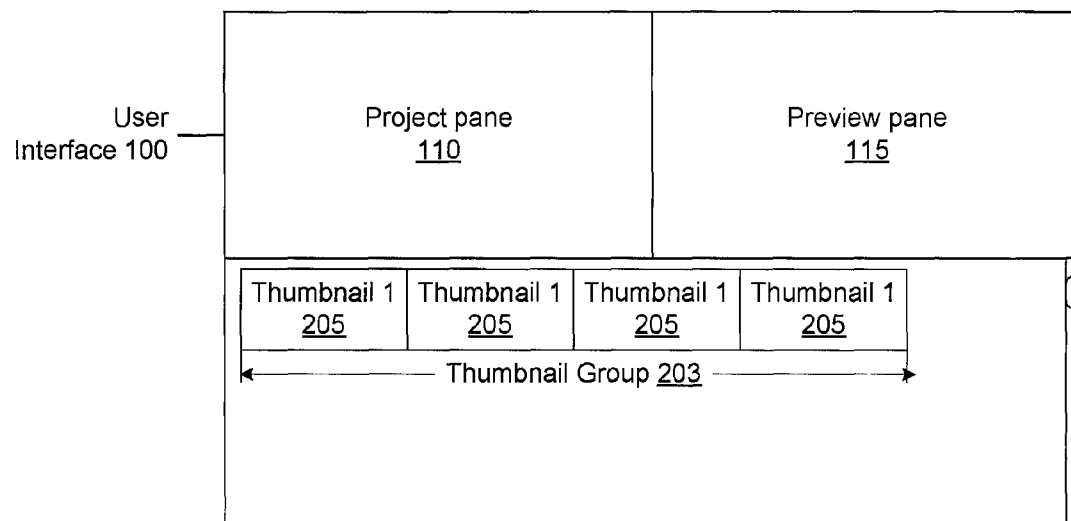 User
Interface 100
Project pane
110
Preview pane
115
Thumbnail 1
205
Thumbnail 1
205
Thumbnail 1
205
Thumbnail 1
205
Thumbnail Group 203